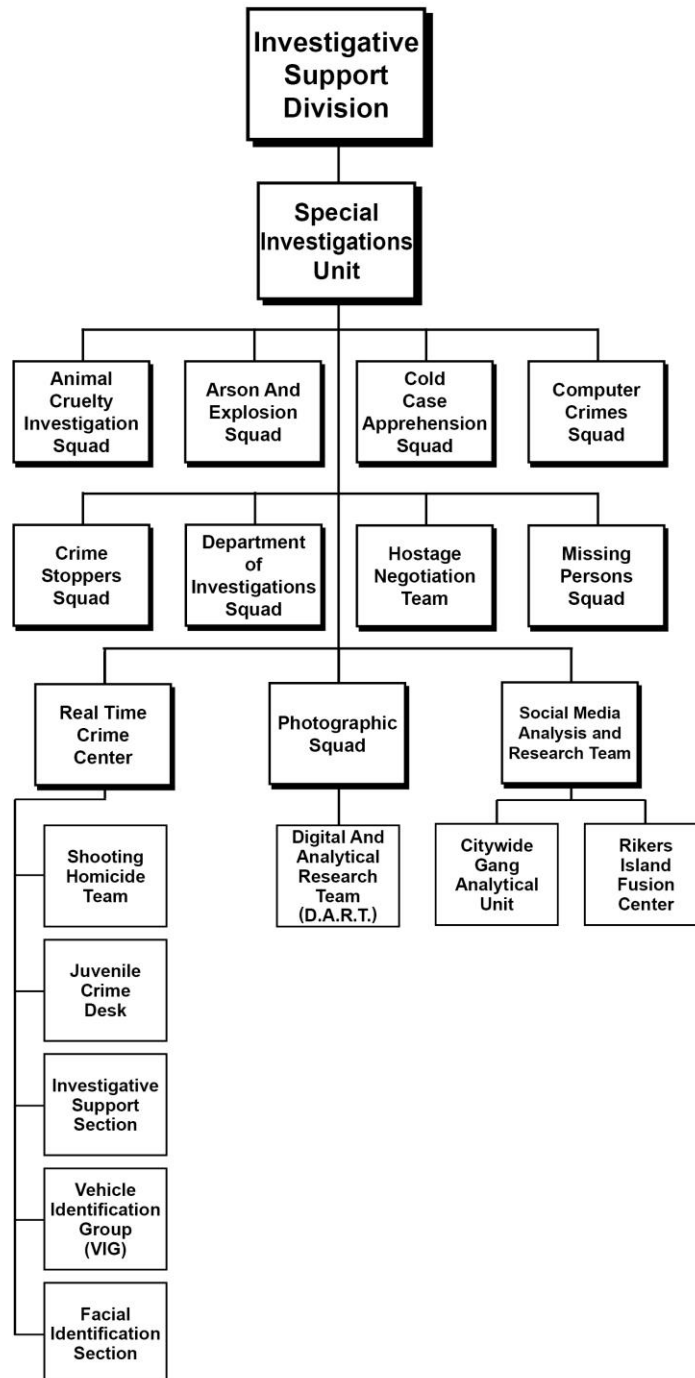 Investigative
Support
Division
Special
Investigations
Unit
Animal
Cruelty
Investigation
Squad
Arson And
Explosion
Squad
Cold
Case
Apprehension
Squad
Computer
Crimes
Squad
Crime
Stoppers
Squad
Department
of
Investigations
Squad
Hostage
Negotiation
Team
Missing
Persons
Squad
Real Time
Crime
Center
Photographic
Squad
Social Media
Analysis and
Research Team
Shooting
Homicide
Team
Juvenile
Crime
Desk
Investigative
Support
Section
Vehicle
Identification
Group
(VIG)
Facial
Identification
Section
Digital And
Analytical
Research
Team
(D.A.R.T.)
Citywide
Gang
Analytical
Unit
Rikers
Island
Fusion
Center